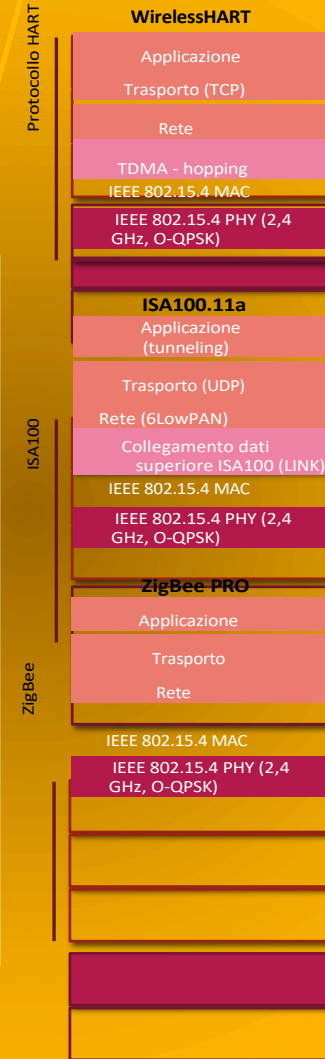 WirelessHART
Protocollo HART
Applicazione
Trasporto (TCP)
Rete
TDMA - hopping
IEEE 802.15.4 MAC
IEEE 802.15.4 PHY (2,4
GHz, O-QPSK)
ISA100.11a
ISA100
Applicazione
(tunneling)
Trasporto (UDP)
Rete (6LowPAN)
Collegamento dati
superiore ISA100 (LINK)
IEEE 802.15.4 MAC
IEEE 802.15.4 PHY (2,4
GHz, O-QPSK)
ZigBee PRO
ZigBee
Applicazione
Trasporto
Rete
IEEE 802.15.4 MAC
IEEE 802.15.4 PHY (2,4
GHz, O-QPSK)